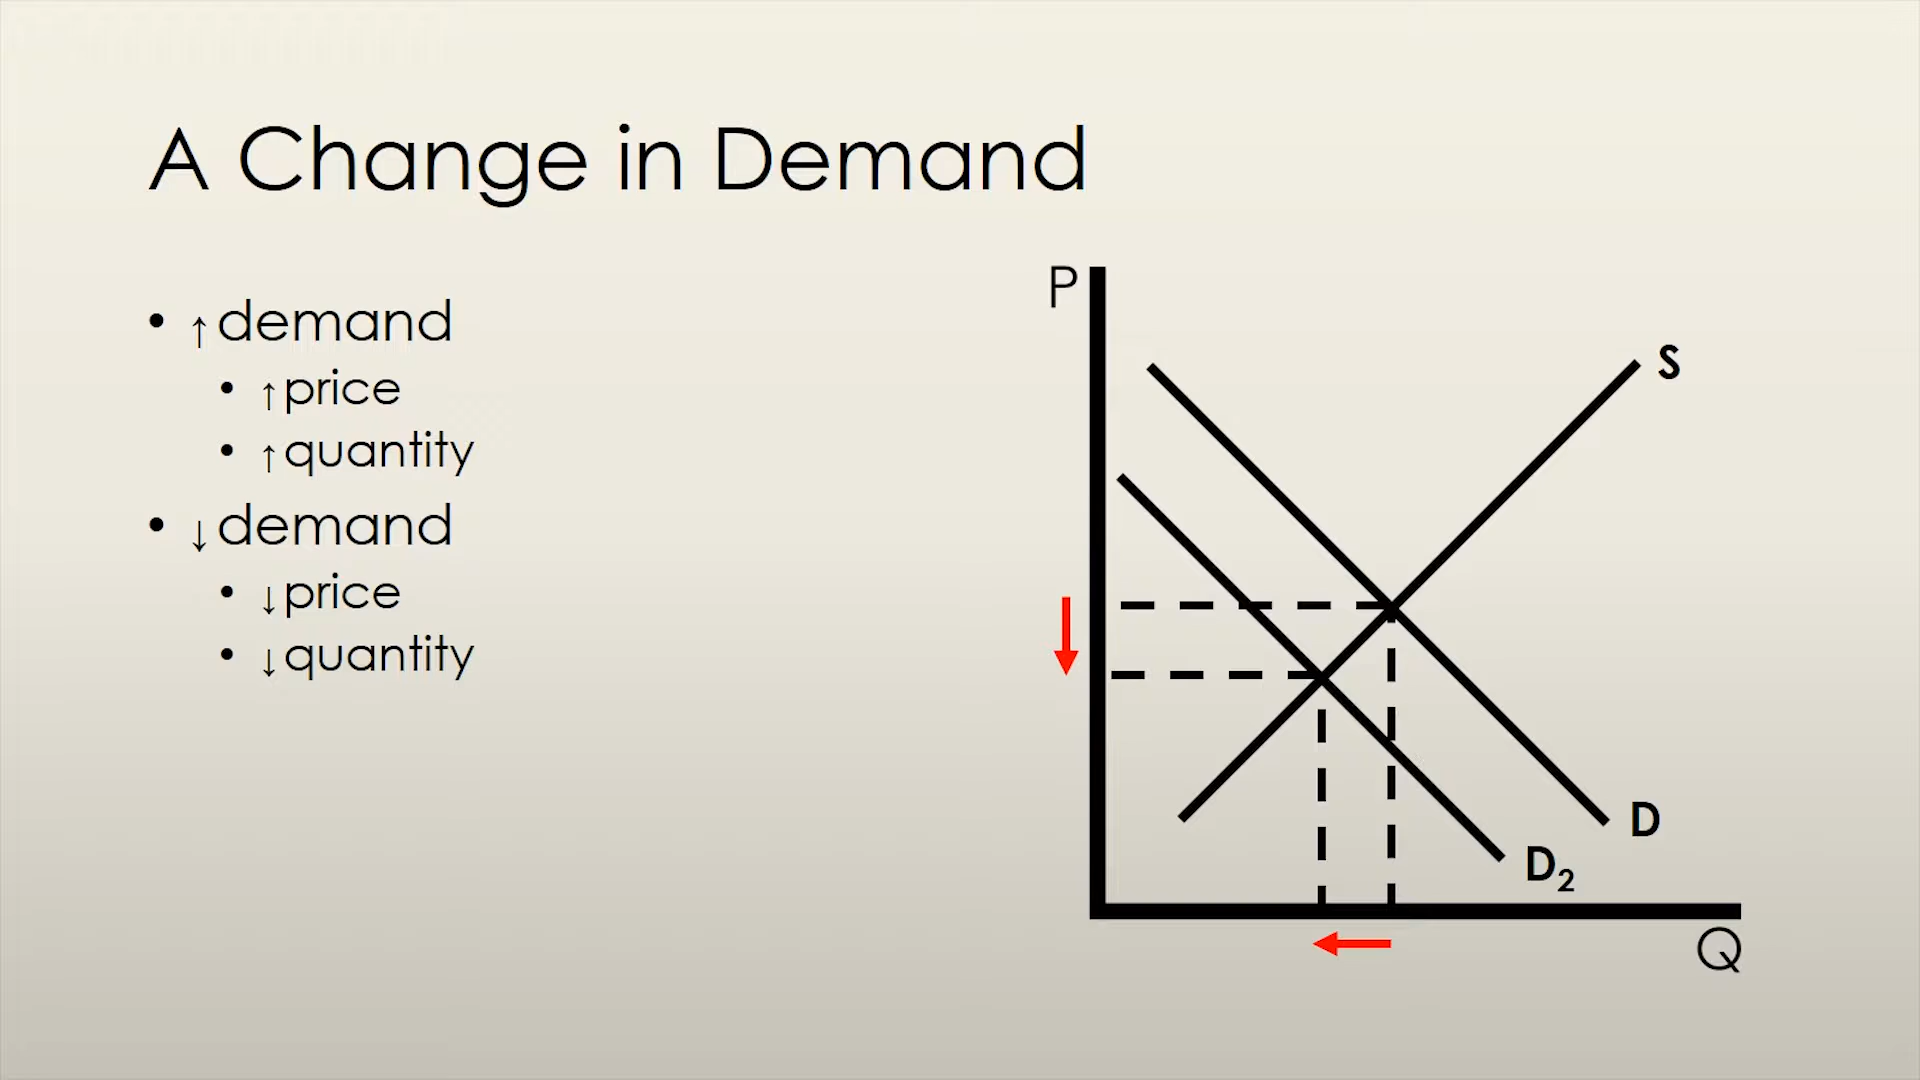 A Change in Demand
• ↑demand
• ↑price
• ↑quantity
• ↓demand
• ↓price
• ↓quantity
P
S
D
D₂
Q